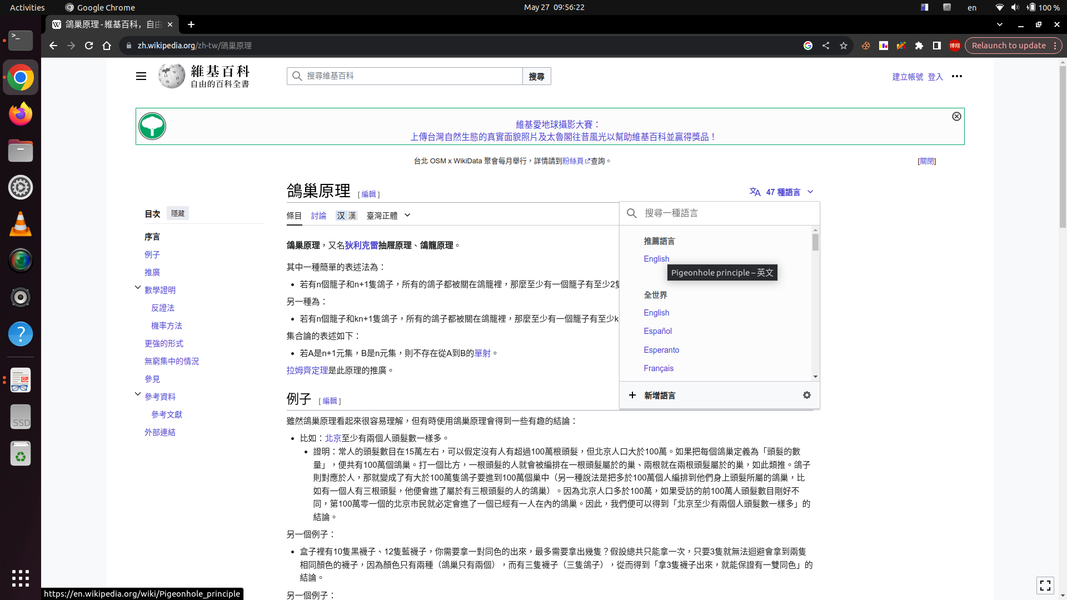 Activities
Google Chrome
May 27 09:56:22
en
100 %
鴿巢原理 - 維基百科，自由
zh.wikipedia.org/zh-tw/鴿巢原理
Relaunch to update
維基百科
自由的百科全書
搜尋維基百科
搜尋
建立帳號 登入
維基愛地球攝影大賽：
上傳台灣自然生態的真實面貌照片及太魯閣往昔風光以幫助維基百科並贏得獎品！
台北 OSM x WikiData 聚會每月舉行，詳情請到粉絲頁查詢。
[關閉]
目次 隱藏
序言
例子
推廣
數學證明
反證法
機率方法
更強的形式
無窮集中的情況
參見
參考資料
參考文獻
外部連結
鴿巢原理 [ 編輯 ]
47 種語言
條目 討論 汉 漢 臺灣正體
鴿巢原理，又名狄利克雷抽屜原理、鴿籠原理。
其中一種簡單的表述法為：
若有n個籠子和n+1隻鴿子，所有的鴿子都被關在鴿籠裡，那麼至少有一個籠子有至少2隻
另一種為：
若有n個籠子和kn+1隻鴿子，所有的鴿子都被關在鴿籠裡，那麼至少有一個籠子有至少k
集合論的表述如下：
若A是n+1元集，B是n元集，則不存在從A到B的單射。
拉姆齊定理是此原理的推廣。
搜尋一種語言
推薦語言
English
Pigeonhole principle – 英文
全世界
English
Español
Esperanto
Français
新增語言
例子 [ 編輯 ]
雖然鴿巢原理看起來很容易理解，但有時使用鴿巢原理會得到一些有趣的結論：
比如：北京至少有兩個人頭髮數一樣多。
證明：常人的頭髮數目在15萬左右，可以假定沒有人有超過100萬根頭髮，但北京人口大於100萬。如果把每個鴿巢定義為「頭髮的數
量」，便共有100萬個鴿巢。打一個比方，一根頭髮的人就會被編排在一根頭髮屬於的巢、兩根就在兩根頭髮屬於的巢，如此類推。鴿子
則對應於人，那就變成了有大於100萬隻鴿子要進到100萬個巢中（另一種說法是把多於100萬個人編排到他們身上頭髮所屬的鴿巢，比
如有一個人有三根頭髮，他便會進了屬於有三根頭髮的人的鴿巢）。因為北京人口多於100萬，如果受訪的前100萬人頭髮數目剛好不
同，第100萬零一個的北京市民就必定會進了一個已經有一人在內的鴿巢。因此，我們便可以得到「北京至少有兩個人頭髮數一樣多」的
結論。
另一個例子：
盒子裡有10隻黑襪子、12隻藍襪子，你需要拿一對同色的出來，最多需要拿出幾隻？假設總共只能拿一次，只要3隻就無法迴避會拿到兩隻
相同顏色的襪子，因為顏色只有兩種（鴿巢只有兩個），而有三隻襪子（三隻鴿子），從而得到「拿3隻襪子出來，就能保證有一雙同色」的
結論。
另一個例子：
https://en.wikipedia.org/wiki/Pigeonhole_principle